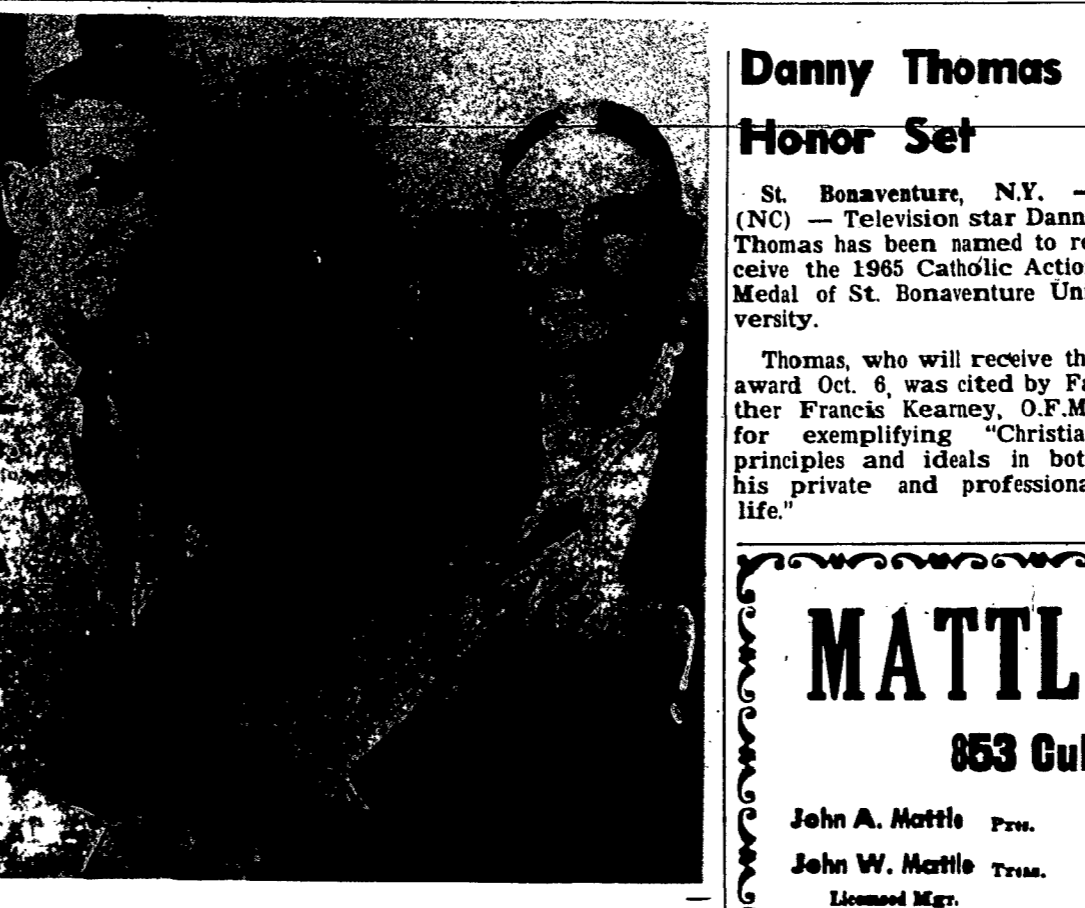 Danny Thomas
Honor Set
St. Bonaventure, N.Y. —
(NC) — Television star Dann
Thomas has been named to re
ceive the 1965 Catholic Actio
Medal of St. Bonaventure Uni
versity.
Thomas, who will receive th
award Oct. 6, was cited by Fa
ther Francis Kearney, O.F.M
for exemplifying "Christia
principles and ideals in bot
his private and professiona
life."
MATTL
853 Cul
John A. Mattle Pres.
John W. Mattle Treas.
Licensed Mgr.